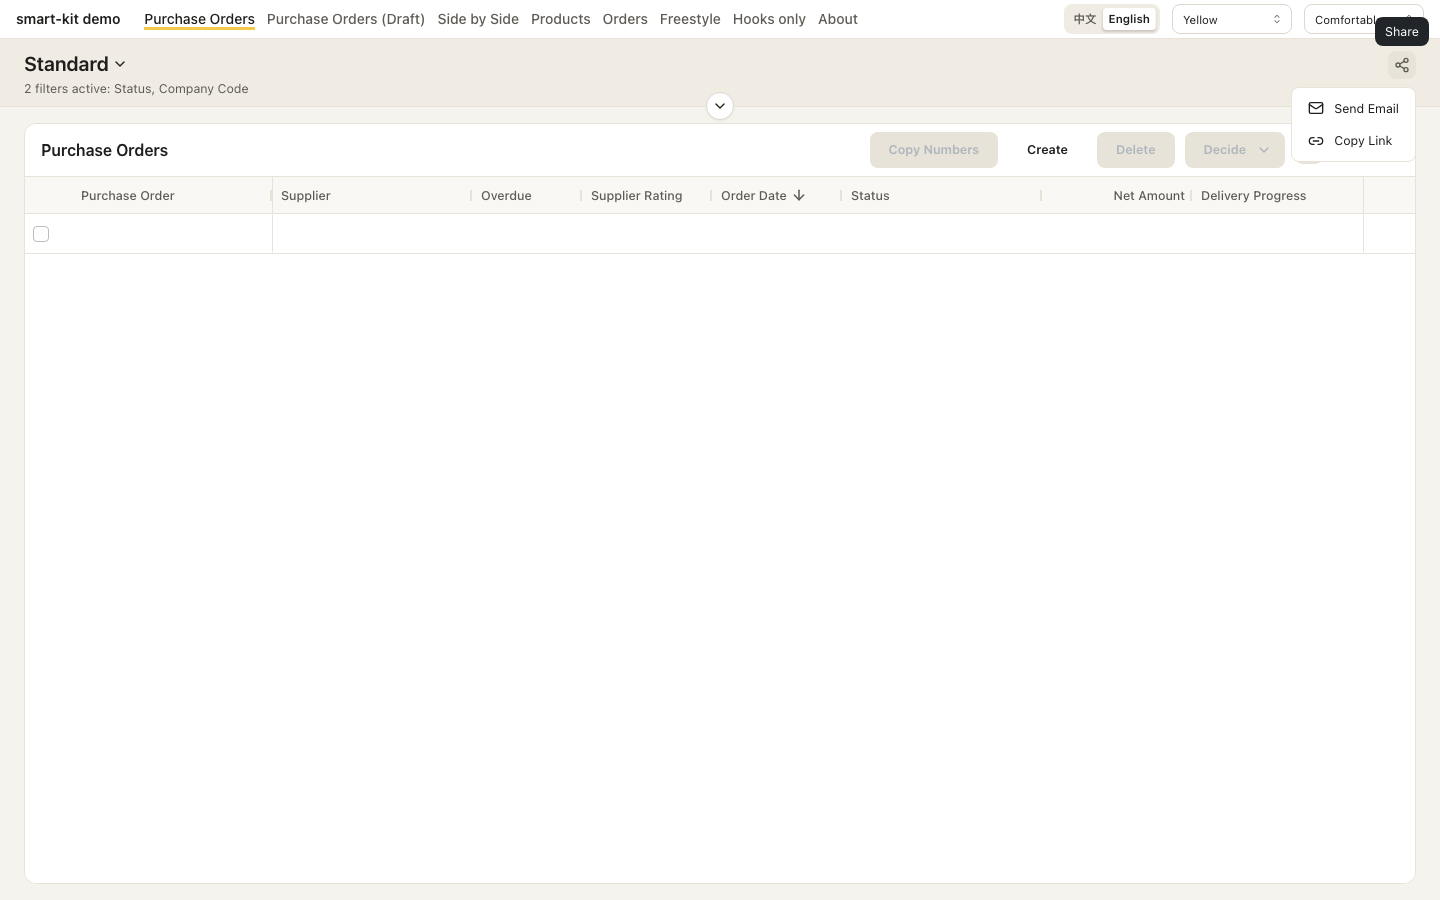 smart-kit demo
Purchase Orders
Purchase Orders (Draft)
Side by Side
Products
Orders
Freestyle
Hooks only
About
中文
English
Yellow
Share
Standard
2 filters active: Status, Company Code
Send Email
Copy Link
Purchase Orders
Copy Numbers
Create
Delete
Decide
Purchase Order
Supplier
Overdue
Supplier Rating
Order Date
Status
Net Amount
Delivery Progress